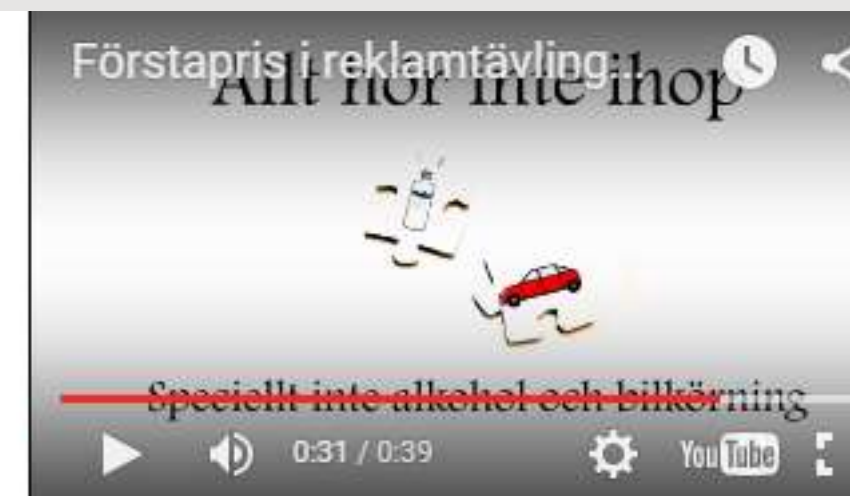 Förstapris i reklamtävling...
Allt hör inte ihop
Speciellt inte alkohol och bilkörning
0:31 / 0:39
YouTube